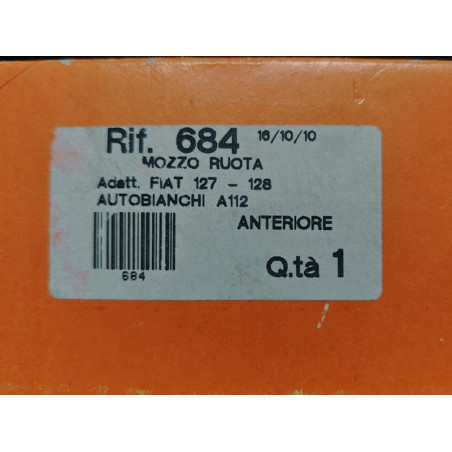 Rif. 684 16/10/10
MOZZO RUOTA
Adatt. FIAT 127 - 128
AUTOBIANCHI A112
ANTERIORE
684
Q.tà 1